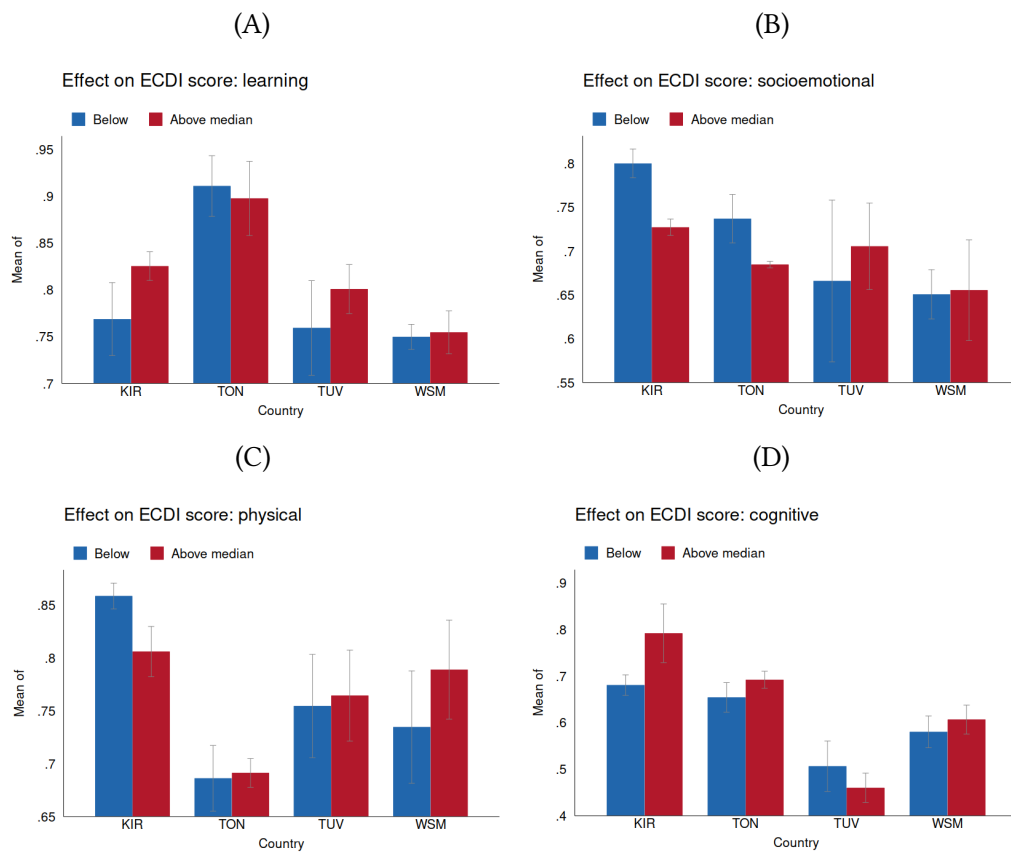 (A)
Effect on ECDI score: learning
Below Above median
.95
.9
.85
.8
.75
.7
Mean of
KIR TON TUV WSM
Country
(B)
Effect on ECDI score: socioemotional
Below Above median
.8
.75
.7
.65
.6
.55
Mean of
KIR TON TUV WSM
Country
(C)
Effect on ECDI score: physical
Below Above median
.85
.8
.75
.7
.65
Mean of
KIR TON TUV WSM
Country
(D)
Effect on ECDI score: cognitive
Below Above median
.9
.8
.7
.6
.5
.4
Mean of
KIR TON TUV WSM
Country